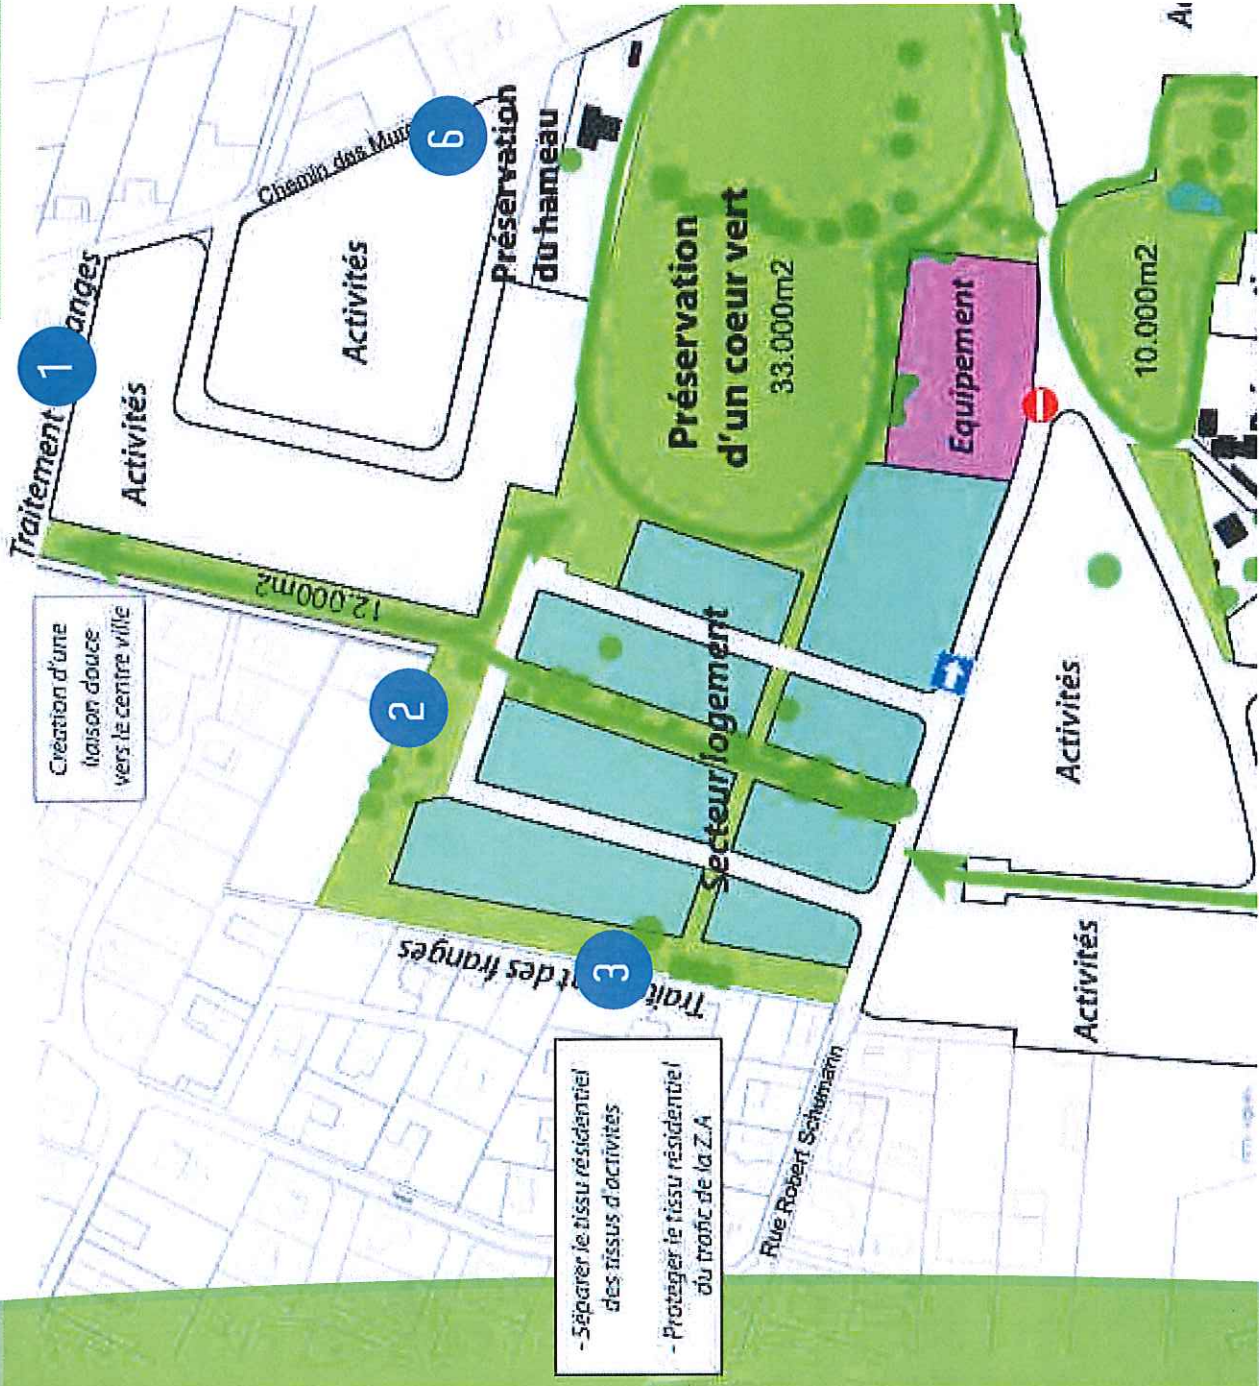 Traitement
anges
1
Activités
Création d'une
liaison douce
vers le centre ville
12.000m2
Chemin des Mur
6
Activités
Préservation
du hameau
2
Préservation
d'un coeur vert
33.000m2
Equipement
10.000m2
Secteur logement
Activités
3
Trai
t des franges
- Séparer le tissu résidentiel
des tissus d'activités
- Protéger le tissu résidentiel
du trafic de la Z.A
Rue Robert Schumann
Activités